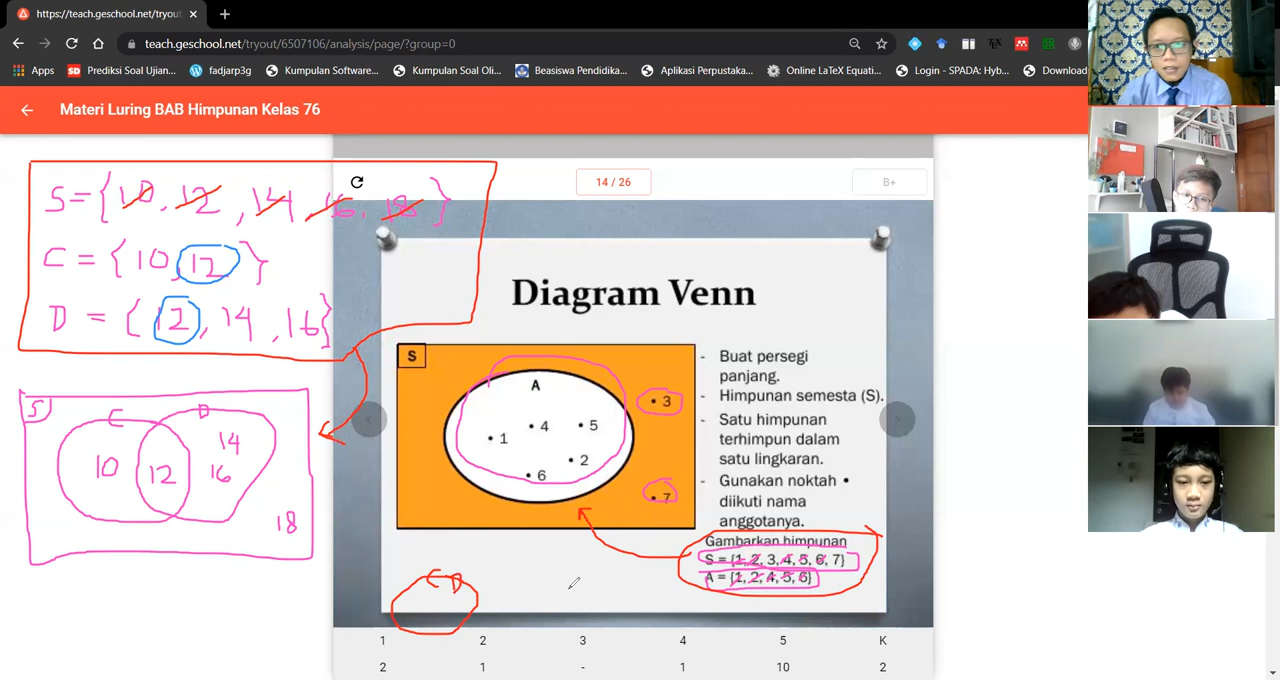 https://teach.geschool.net/tryout
teach.geschool.net/tryout/6507106/analysis/page/?group=0
Apps
SD Prediksi Soal Ujian...
fadjarp3g
Kumpulan Software...
Kumpulan Soal Oli...
Beasiswa Pendidika...
Aplikasi Perpustaka...
Online LaTeX Equati...
Login - SPADA: Hyb...
Download
Materi Luring BAB Himpunan Kelas 76
S = {10, 12, 14, 16, 18}
C = {10, 12}
D = {12, 14, 16}
S
C
D
10
12
14
16
18
14 / 26
B+
Diagram Venn
S
A
• 1
• 4
• 5
• 2
• 6
• 3
• 7
- Buat persegi
panjang.
- Himpunan semesta (S).
- Satu himpunan
terhimpun dalam
satu lingkaran.
- Gunakan noktah •
diikuti nama
anggotanya.
Gambarkan himpunan
S = {1, 2, 3, 4, 5, 6, 7}
A = {1, 2, 4, 5, 6}
C D
1 2 3 4 5 K
2 1 - 1 10 2